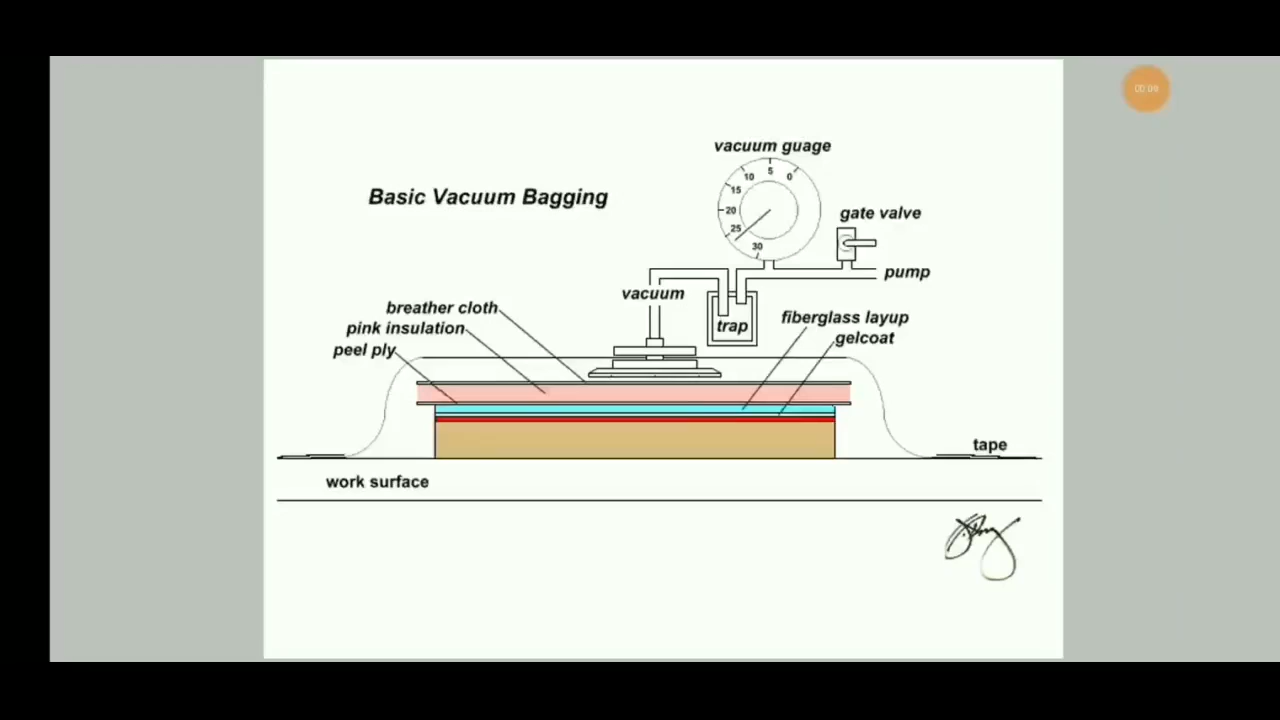 vacuum guage
5
10
0
15
20
25
30
Basic Vacuum Bagging
gate valve
pump
vacuum
breather cloth
pink insulation
peel ply
trap
fiberglass layup
gelcoat
tape
work surface